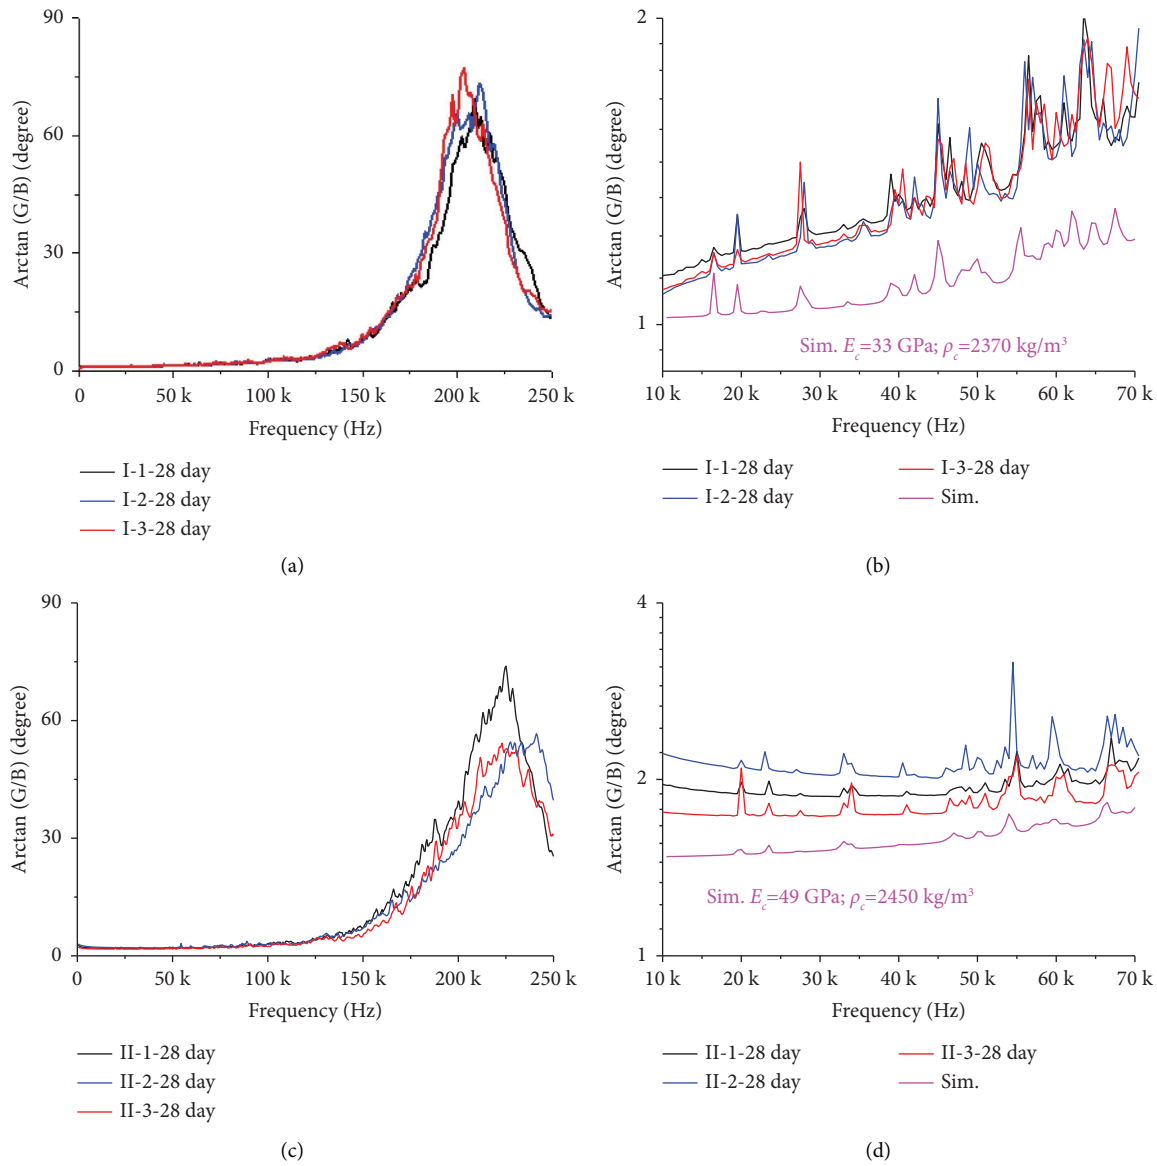 90
60
30
0
Arctan (G/B) (degree)
0
50 k
100 k
150 k
200 k
250 k
Frequency (Hz)
I-1-28 day
I-2-28 day
I-3-28 day
(a)
2
1
Arctan (G/B) (degree)
Sim. E_c=33 GPa; ρ_c=2370 kg/m³
10 k
20 k
30 k
40 k
50 k
60 k
70 k
Frequency (Hz)
I-1-28 day
I-2-28 day
I-3-28 day
Sim.
(b)
90
60
30
0
Arctan (G/B) (degree)
0
50 k
100 k
150 k
200 k
250 k
Frequency (Hz)
II-1-28 day
II-2-28 day
II-3-28 day
(c)
4
2
1
Arctan (G/B) (degree)
Sim. E_c=49 GPa; ρ_c=2450 kg/m³
10 k
20 k
30 k
40 k
50 k
60 k
70 k
Frequency (Hz)
II-1-28 day
II-2-28 day
II-3-28 day
Sim.
(d)